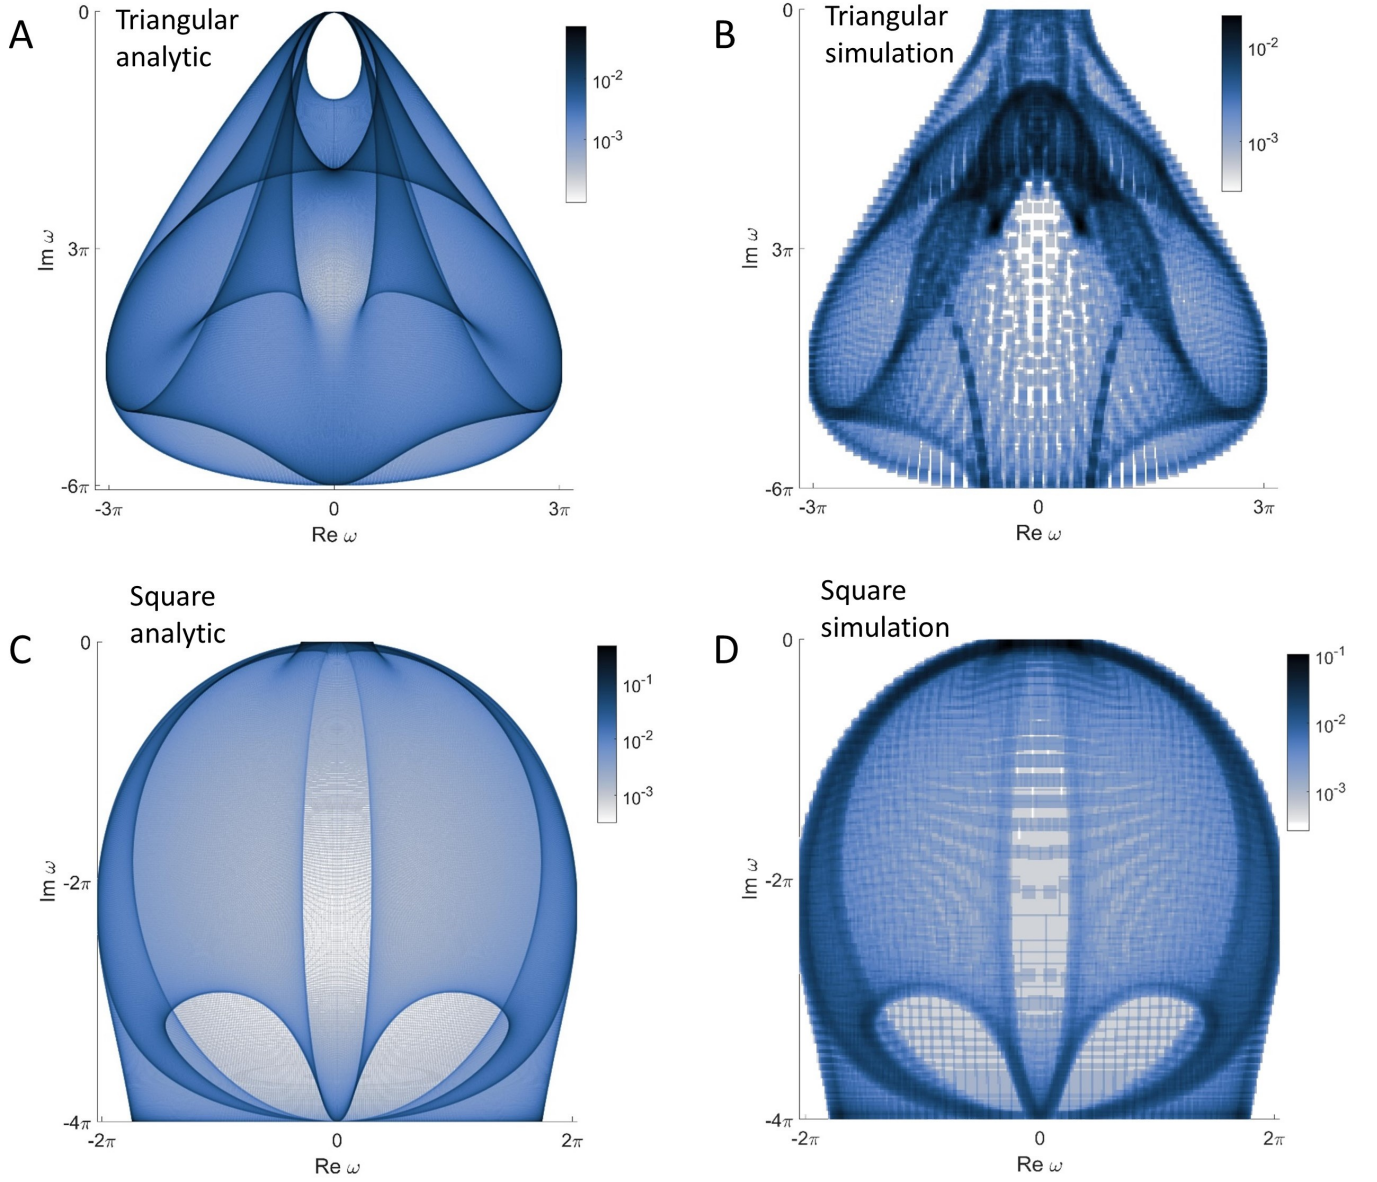 A
Triangular
analytic
0
3π
-6π
Im ω
-3π
0
3π
Re ω
10-2
10-3
B
Triangular
simulation
0
3π
-6π
Im ω
-3π
0
3π
Re ω
10-2
10-3
C
Square
analytic
0
-2π
-4π
Im ω
-2π
0
2π
Re ω
10-1
10-2
10-3
D
Square
simulation
0
-2π
-4π
Im ω
-2π
0
2π
Re ω
10-1
10-2
10-3